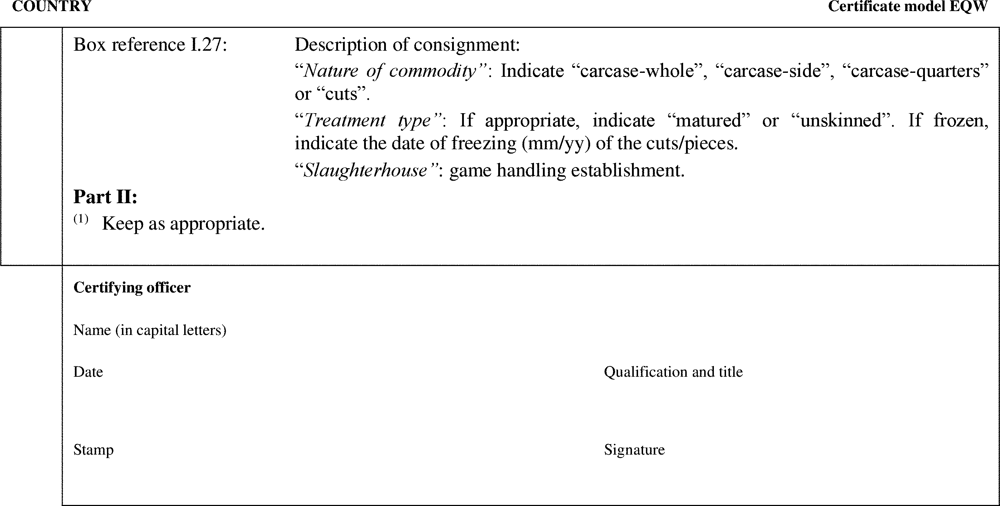 COUNTRY Certificate model EQW
Box reference I.27: Description of consignment:
“Nature of commodity”: Indicate “carcase-whole”, “carcase-side”, “carcase-quarters”
or “cuts”.
“Treatment type”: If appropriate, indicate “matured” or “unskinned”. If frozen,
indicate the date of freezing (mm/yy) of the cuts/pieces.
“Slaughterhouse”: game handling establishment.
Part II:
(1) Keep as appropriate.
Certifying officer
Name (in capital letters)
Date Qualification and title
Stamp Signature